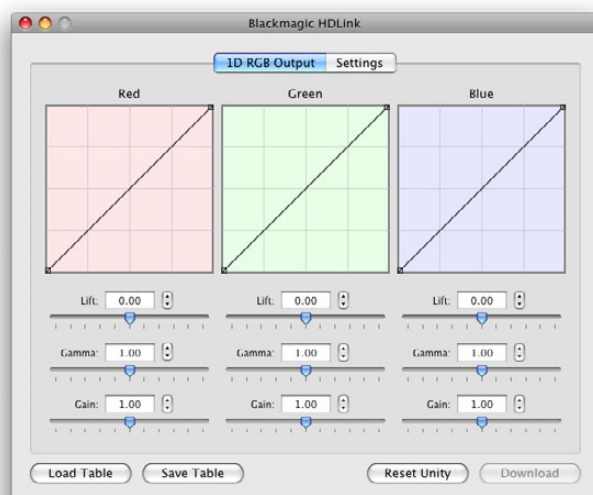 Blackmagic HDLink
1D RGB Output Settings
Red Green Blue
Lift: 0.00 Lift: 0.00 Lift: 0.00
Gamma: 1.00 Gamma: 1.00 Gamma: 1.00
Gain: 1.00 Gain: 1.00 Gain: 1.00
Load Table Save Table Reset Unity Download